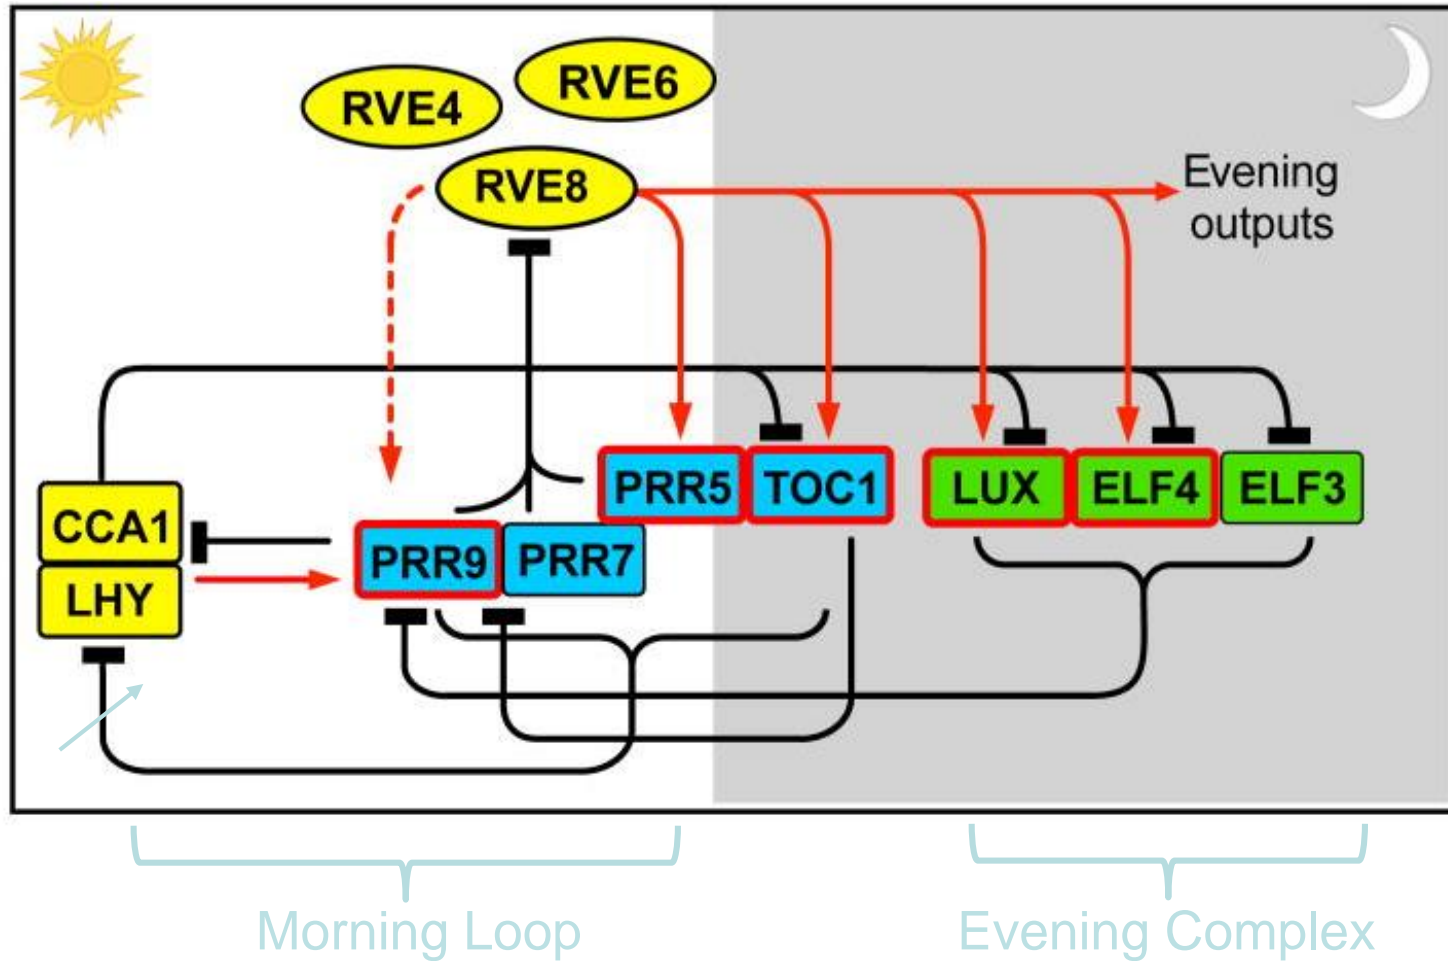 RVE6
RVE4
RVE8
Evening
outputs
PRR5
TOC1
LUX
ELF4
ELF3
CCA1
LHY
PRR9
PRR7
Morning Loop
Evening Complex